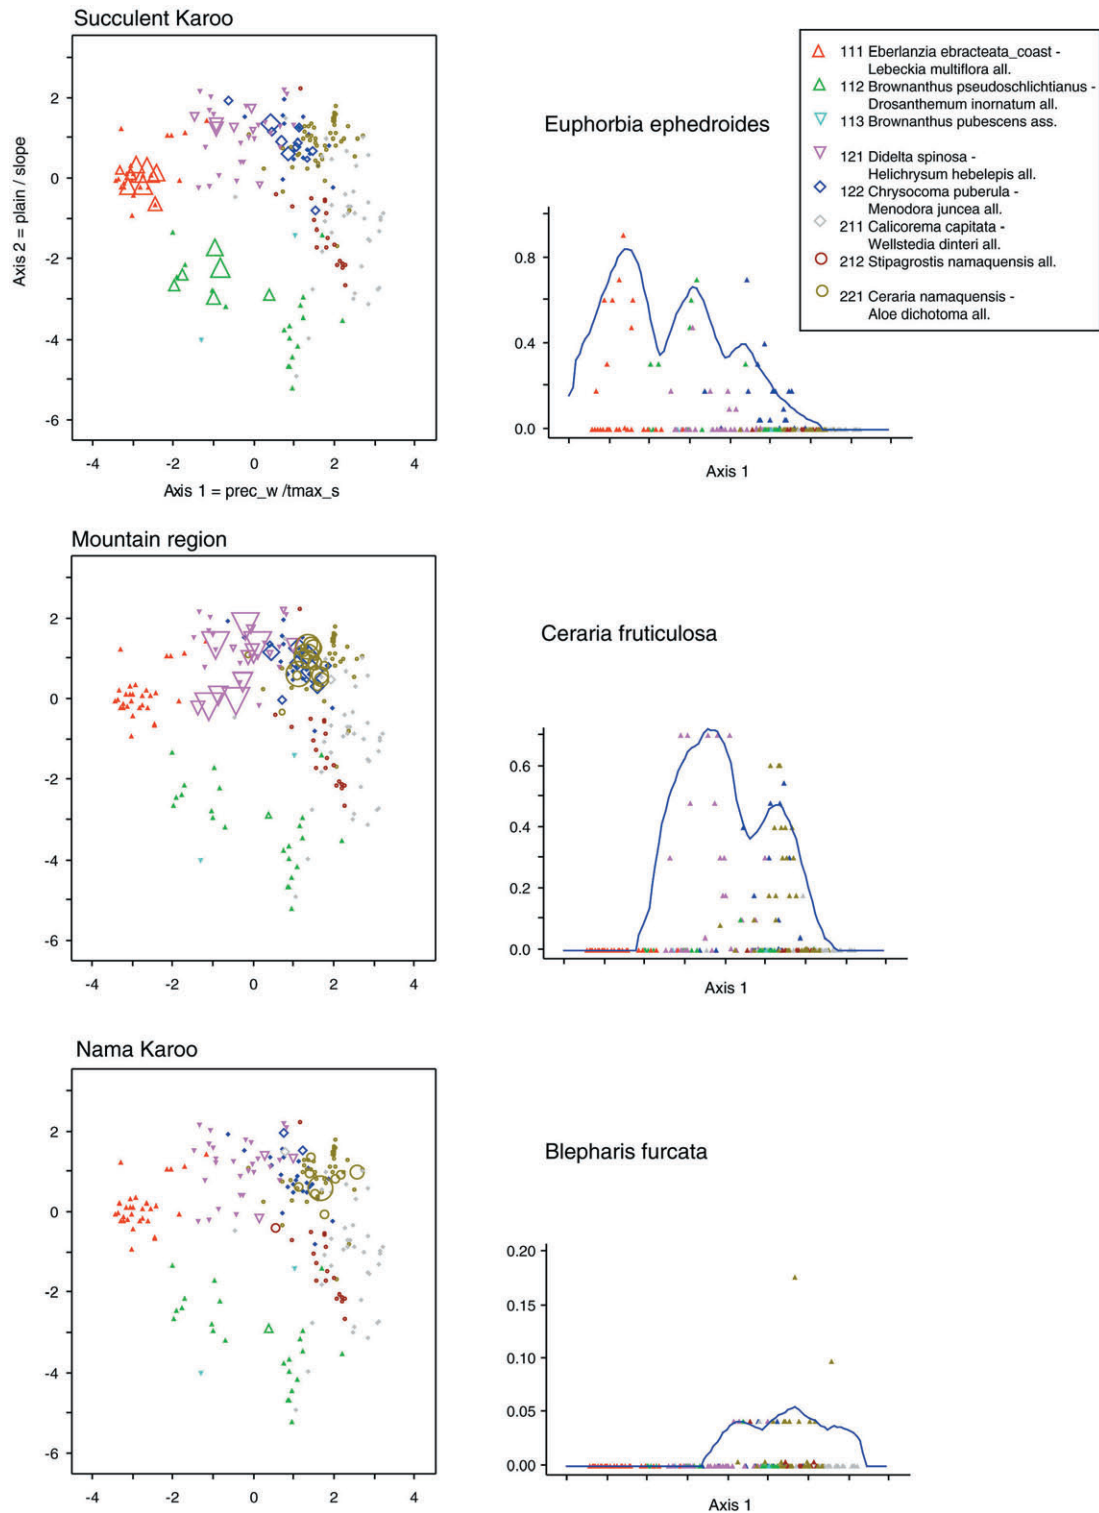 Succulent Karoo
2
0
-2
-4
-6
-4 -2 0 2 4
Axis 2 = plain / slope
Axis 1 = prec_w /tmax_s
Euphorbia ephedroides
0.8
0.4
0.0
Axis 1
111 Eberlanzia ebracteata_coast -
Lebeckia multiflora all.
112 Brownanthus pseudoschlichtianus -
Drosanthemum inornatum all.
113 Brownanthus pubescens ass.
121 Didelta spinosa -
Helichrysum hebelepis all.
122 Chrysocoma puberula -
Menodora juncea all.
211 Calicorema capitata -
Wellstedia dinteri all.
212 Stipagrostis namaquensis all.
221 Ceraria namaquensis -
Aloe dichotoma all.
Mountain region
2
0
-2
-4
-6
-4 -2 0 2 4
Ceraria fruticulosa
0.6
0.4
0.2
0.0
Axis 1
Nama Karoo
2
0
-2
-4
-6
-4 -2 0 2 4
Blepharis furcata
0.20
0.15
0.10
0.05
0.00
Axis 1